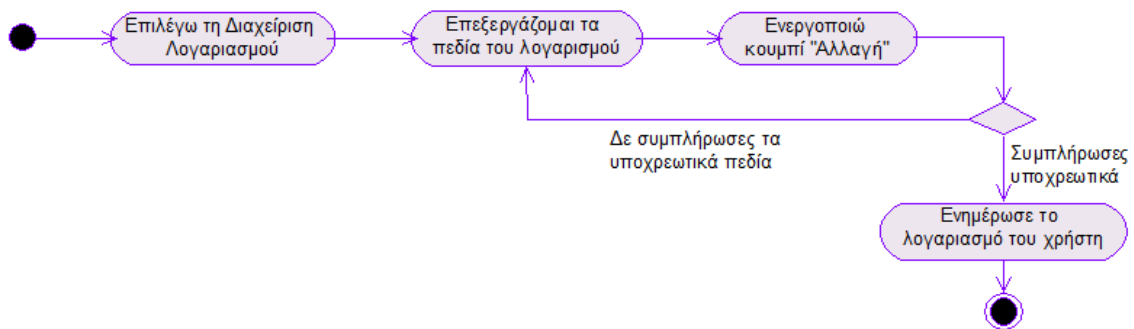 Επιλέγω τη Διαχείριση
Λογαριασμού
Επεξεργάζομαι τα
πεδία του λογαρισμού
Ενεργοποιώ
κουμπί "Αλλαγή"
Δε συμπλήρωσες τα
υποχρεωτικά πεδία
Συμπλήρωσες
υποχρεωτικά
Ενημέρωσε το
λογαριασμό του χρήστη